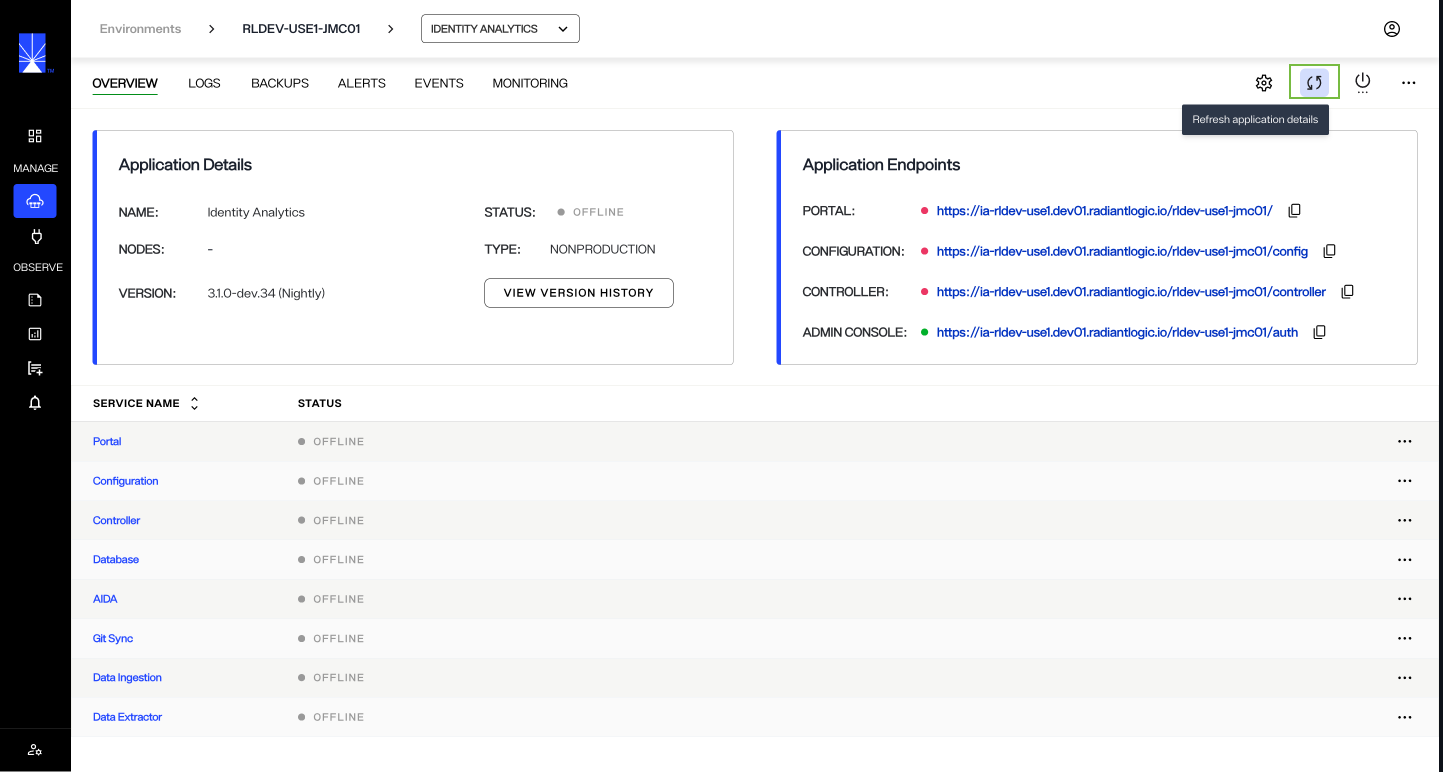 Environments > RLDEV-USE1-JMC01 > IDENTITY ANALYTICS
OVERVIEW LOGS BACKUPS ALERTS EVENTS MONITORING
Refresh application details
MANAGE
OBSERVE
Application Details
NAME: Identity Analytics STATUS: OFFLINE
NODES: - TYPE: NONPRODUCTION
VERSION: 3.1.0-dev.34 (Nightly) VIEW VERSION HISTORY
Application Endpoints
PORTAL: https://ia-rldev-use1.dev01.radiantlogic.io/rldev-use1-jmc01/
CONFIGURATION: https://ia-rldev-use1.dev01.radiantlogic.io/rldev-use1-jmc01/config
CONTROLLER: https://ia-rldev-use1.dev01.radiantlogic.io/rldev-use1-jmc01/controller
ADMIN CONSOLE: https://ia-rldev-use1.dev01.radiantlogic.io/rldev-use1-jmc01/auth
SERVICE NAME STATUS
Portal OFFLINE
Configuration OFFLINE
Controller OFFLINE
Database OFFLINE
AIDA OFFLINE
Git Sync OFFLINE
Data Ingestion OFFLINE
Data Extractor OFFLINE